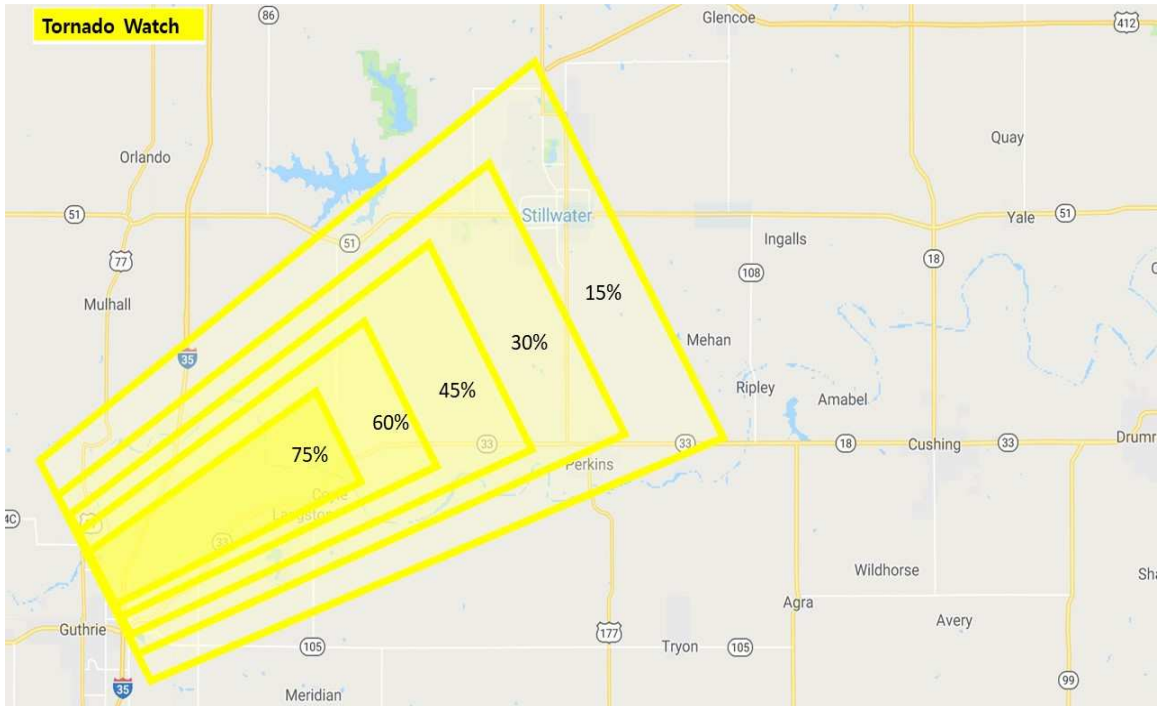 Tornado Watch
86
Glencoe
412
Orlando
Quay
51
Stillwater
Yale
51
51
Ingalls
77
108
18
Mulhall
15%
35
30%
Mehan
Ripley
Amabel
45%
60%
33
33
18
Cushing
33
Drumr
75%
Perkins
Coyle
Langston
4C
33
Wildhorse
Sha
Agra
Avery
Guthrie
105
177
Tryon
105
99
35
Meridian